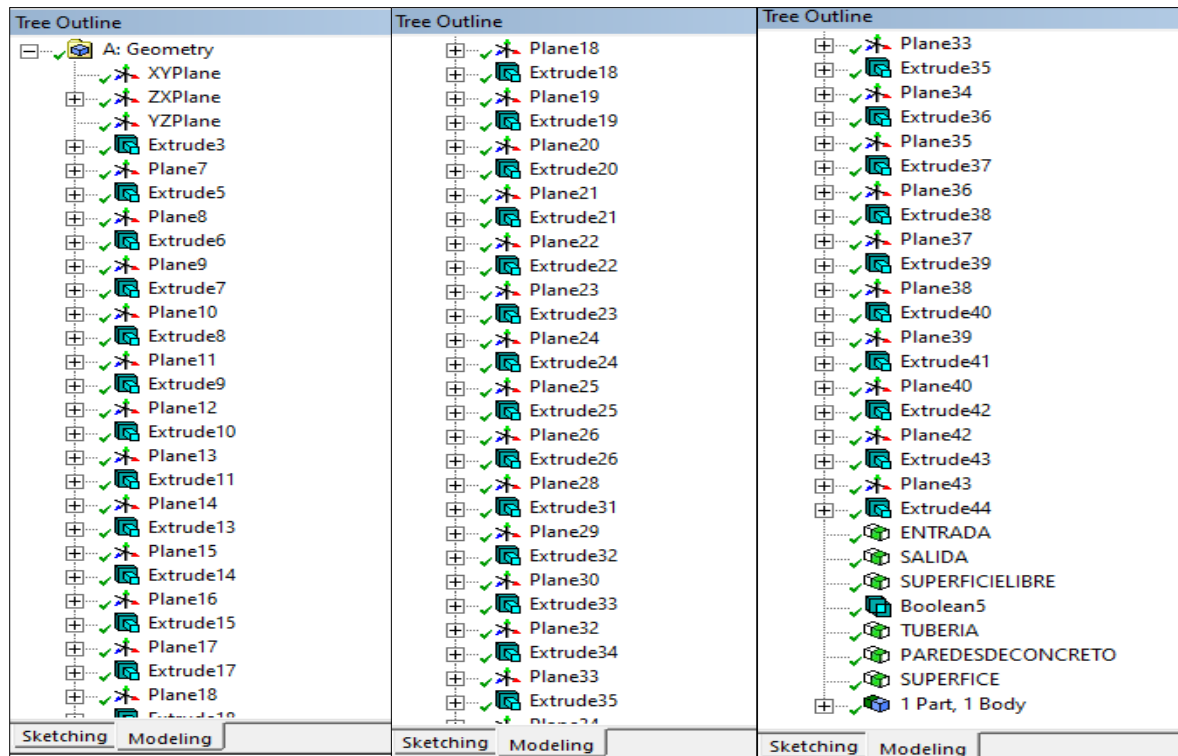 Tree Outline
A: Geometry
XYPlane
ZXPlane
YZPlane
Extrude3
Plane7
Extrude5
Plane8
Extrude6
Plane9
Extrude7
Plane10
Extrude8
Plane11
Extrude9
Plane12
Extrude10
Plane13
Extrude11
Plane14
Extrude13
Plane15
Extrude14
Plane16
Extrude15
Plane17
Extrude17
Plane18
Extrude18
Sketching Modeling
Tree Outline
Plane18
Extrude18
Plane19
Extrude19
Plane20
Extrude20
Plane21
Extrude21
Plane22
Extrude22
Plane23
Extrude23
Plane24
Extrude24
Plane25
Extrude25
Plane26
Extrude26
Plane28
Extrude31
Plane29
Extrude32
Plane30
Extrude33
Plane32
Extrude34
Plane33
Extrude35
Plane34
Sketching Modeling
Tree Outline
Plane33
Extrude35
Plane34
Extrude36
Plane35
Extrude37
Plane36
Extrude38
Plane37
Extrude39
Plane38
Extrude40
Plane39
Extrude41
Plane40
Extrude42
Plane42
Extrude43
Plane43
Extrude44
ENTRADA
SALIDA
SUPERFICIELIBRE
Boolean5
TUBERIA
PAREDESDECONCRETO
SUPERFICE
1 Part, 1 Body
Sketching Modeling